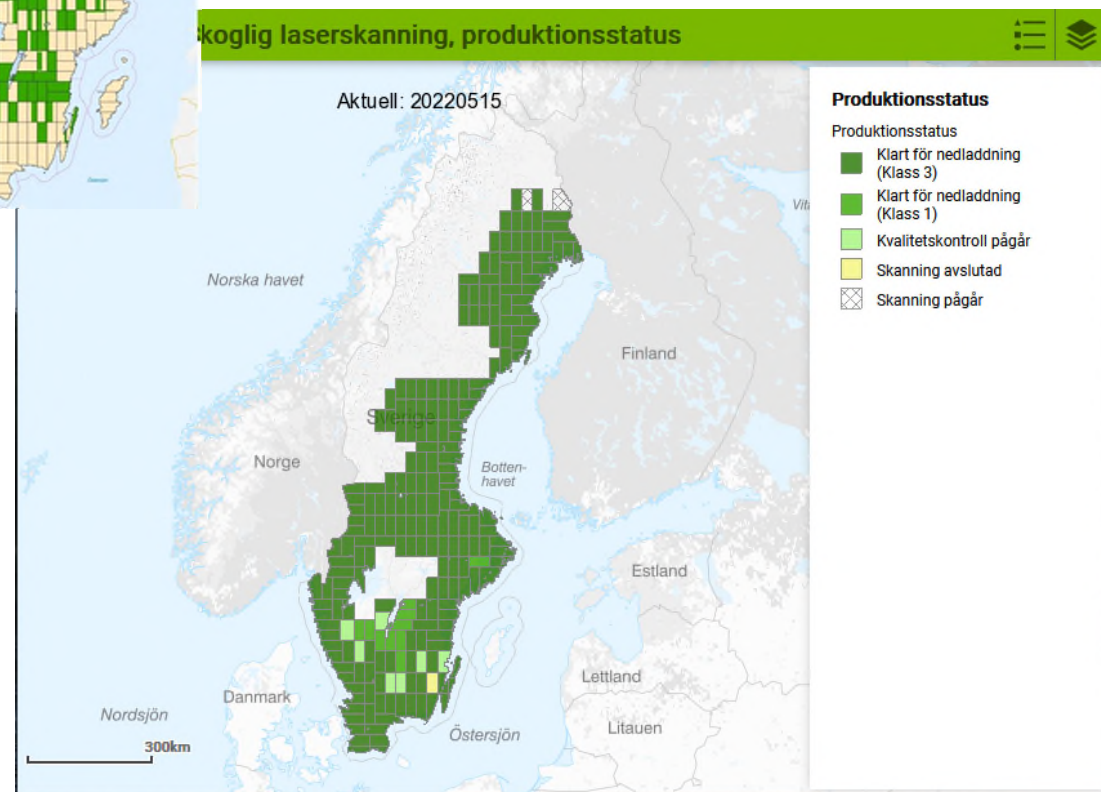 koglig laserskanning, produktionsstatus
Aktuell: 20220515
Produktionsstatus
Produktionsstatus
Klart för nedladdning
(Klass 3)
Klart för nedladdning
(Klass 1)
Kvalitetskontroll pågår
Skanning avslutad
Skanning pågår
Norska havet
Finland
Sverige
Norge
Botten-
havet
Estland
Lettland
Danmark
Nordsjön
Litauen
Östersjön
300km